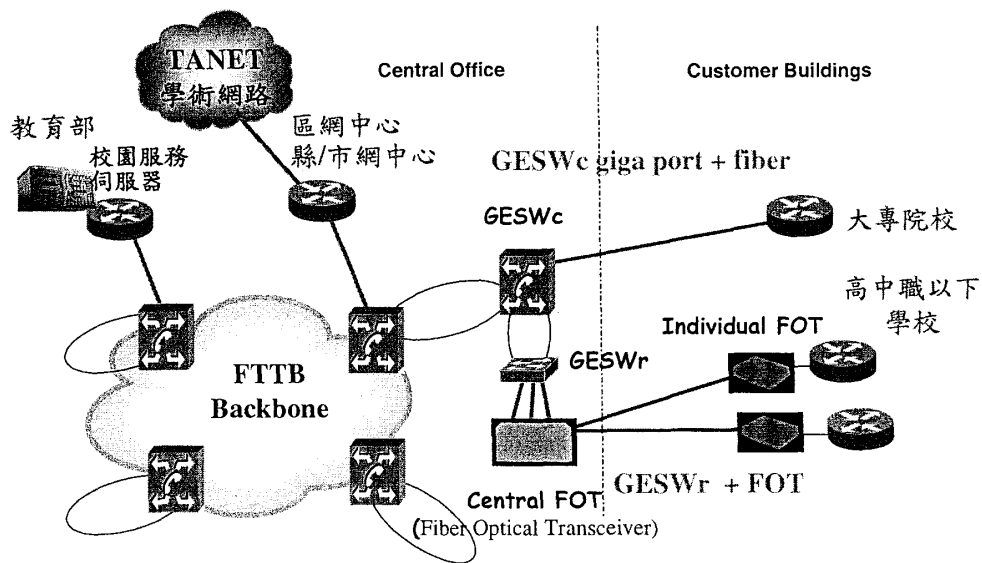 TANET
學術網路
Central Office
Customer Buildings
教育部
校園服務
伺服器
區網中心
縣/市網中心
GESWc giga port + fiber
GESWc
大專院校
高中職以下
學校
Individual FOT
GESWr
FTTB
Backbone
GESWr + FOT
Central FOT
(Fiber Optical Transceiver)